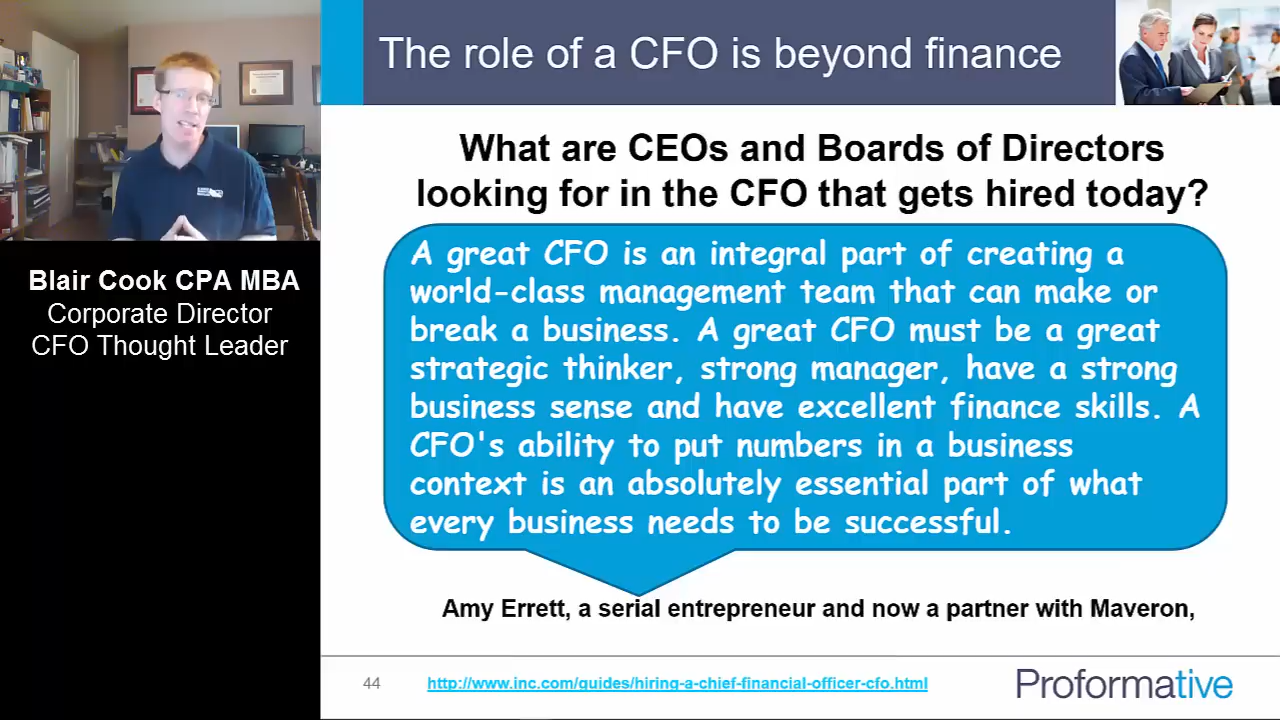 The role of a CFO is beyond finance
What are CEOs and Boards of Directors
looking for in the CFO that gets hired today?
A great CFO is an integral part of creating a
world-class management team that can make or
break a business. A great CFO must be a great
strategic thinker, strong manager, have a strong
business sense and have excellent finance skills. A
CFO's ability to put numbers in a business
context is an absolutely essential part of what
every business needs to be successful.
Amy Errett, a serial entrepreneur and now a partner with Maveron,
Blair Cook CPA MBA
Corporate Director
CFO Thought Leader
44
http://www.inc.com/guides/hiring-a-chief-financial-officer-cfo.html
Proformative